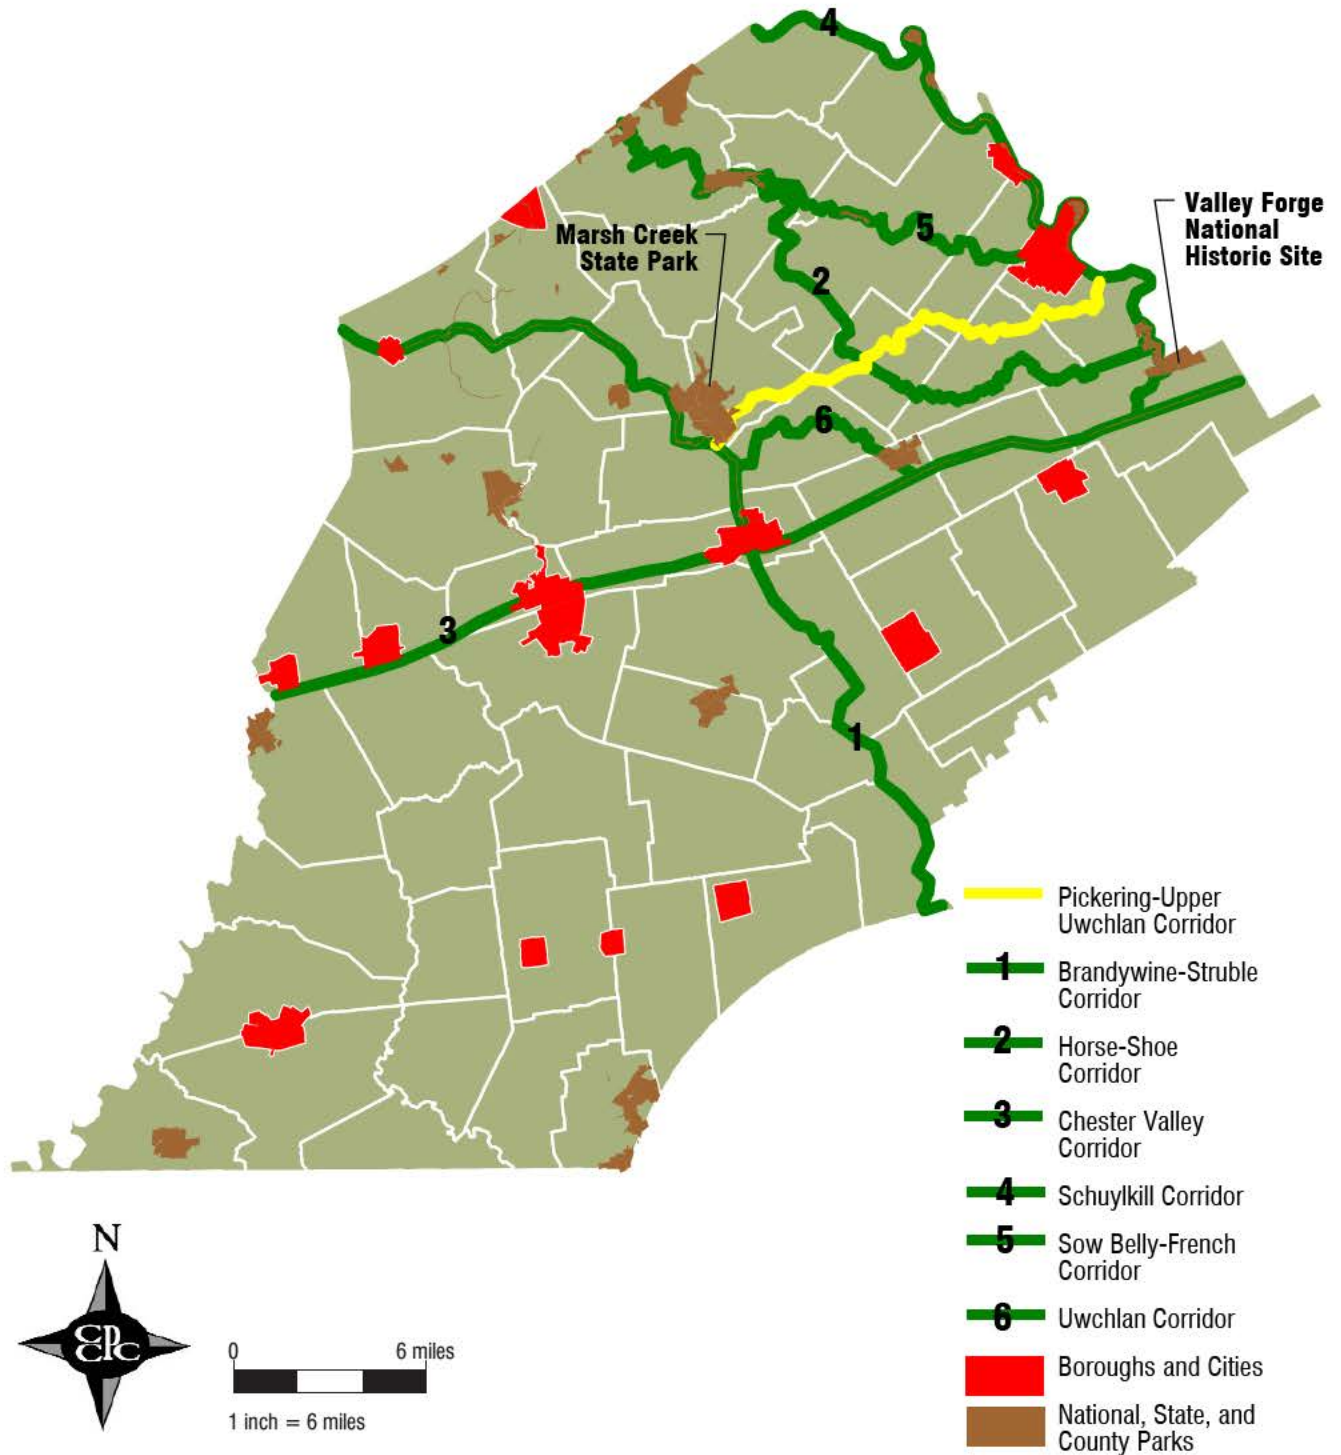 4
Valley Forge
National
Historic Site
Marsh Creek
State Park
5
2
6
3
1
Pickering-Upper
Uwchlan Corridor
1
Brandywine-Struble
Corridor
2
Horse-Shoe
Corridor
3
Chester Valley
Corridor
4
Schuylkill Corridor
5
Sow Belly-French
Corridor
6
Uwchlan Corridor
Boroughs and Cities
National, State, and
County Parks
N
CP
CPC
0 6 miles
1 inch = 6 miles